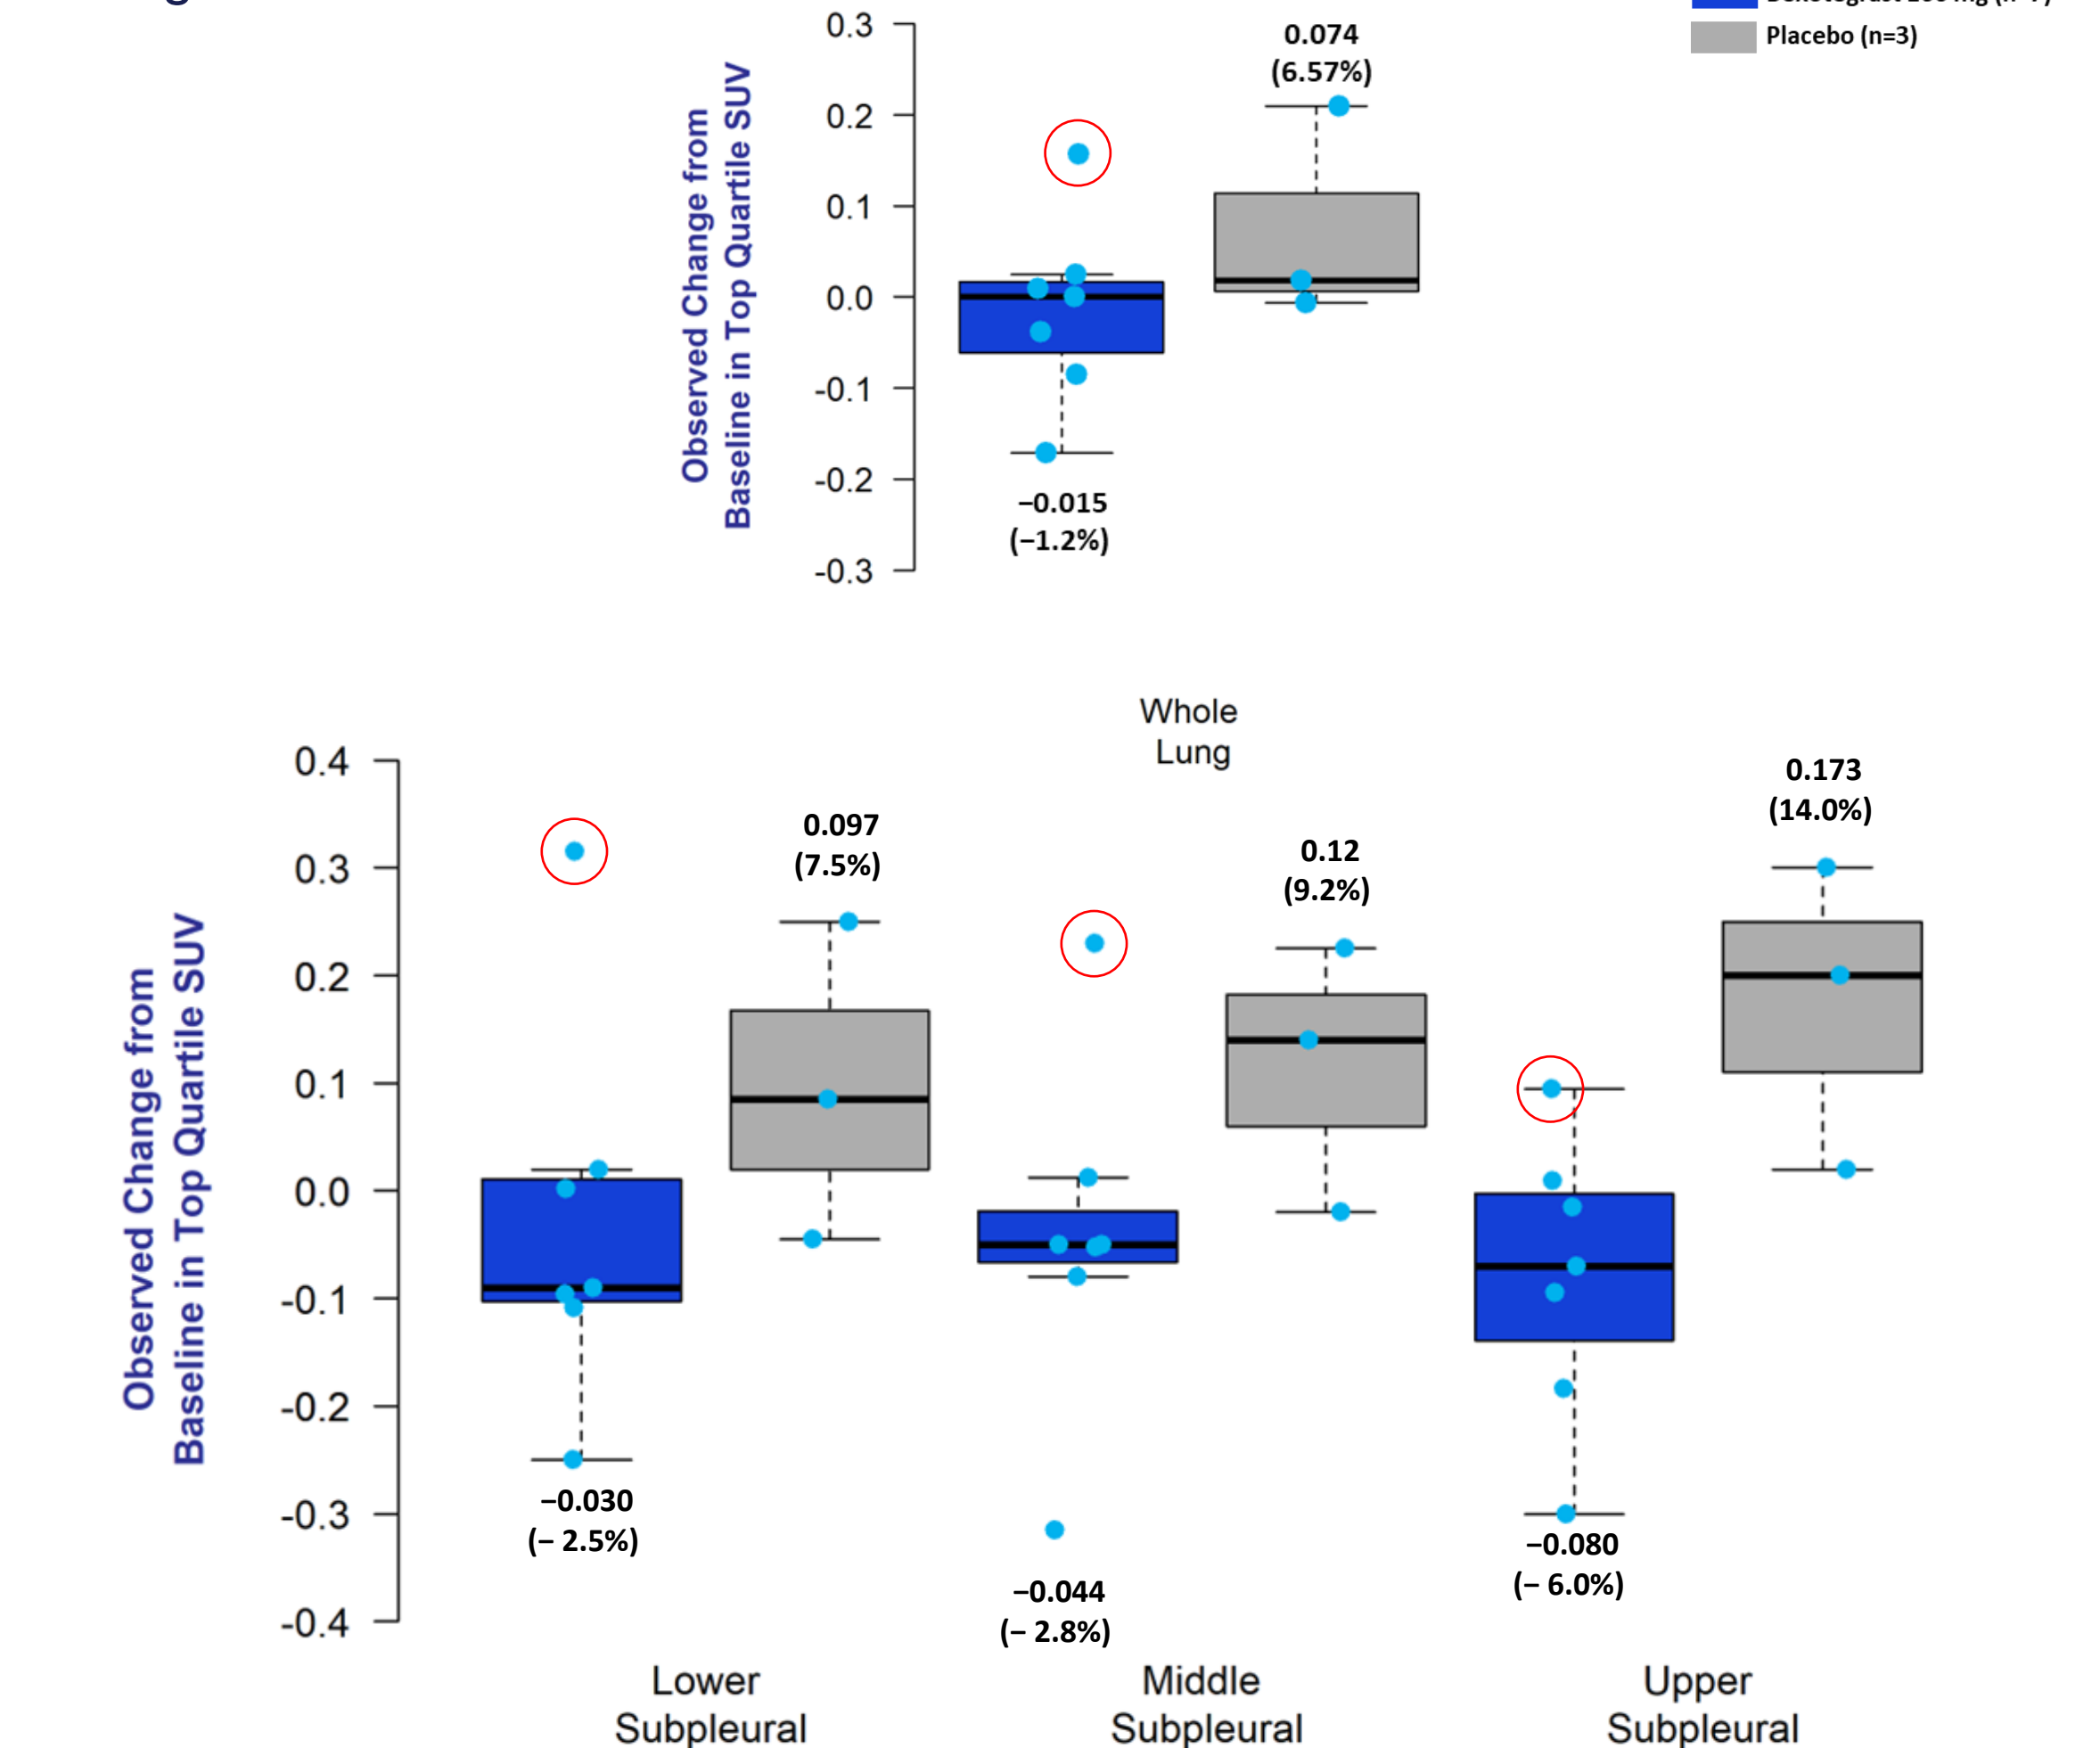 Placebo (n=3)
Observed Change from
Baseline in Top Quartile SUV
0.3
0.2
0.1
0.0
-0.1
-0.2
-0.3
0.074
(6.57%)
−0.015
(−1.2%)
Whole
Lung
Observed Change from
Baseline in Top Quartile SUV
0.4
0.3
0.2
0.1
0.0
-0.1
-0.2
-0.3
-0.4
0.097
(7.5%)
0.12
(9.2%)
0.173
(14.0%)
−0.030
(− 2.5%)
−0.044
(− 2.8%)
−0.080
(− 6.0%)
Lower
Subpleural
Middle
Subpleural
Upper
Subpleural